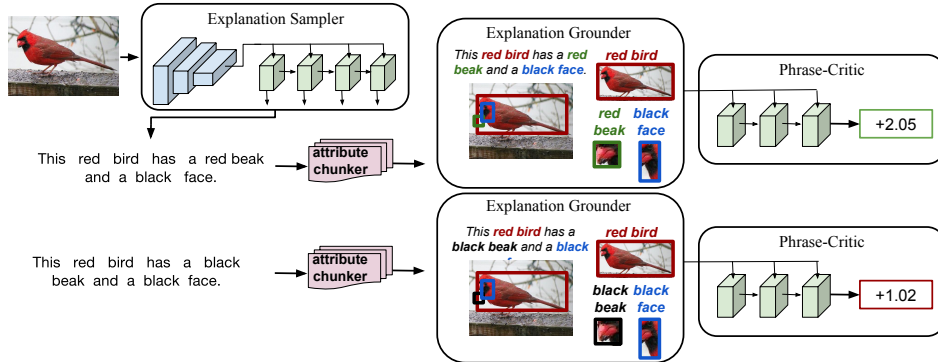 Explanation Sampler
This red bird has a red beak
and a black face.
attribute
chunker
Explanation Grounder
This red bird has a red
beak and a black face.
red bird
red
beak
black
face
Phrase-Critic
+2.05
This red bird has a black
beak and a black face.
attribute
chunker
Explanation Grounder
This red bird has a
black beak and a black
red bird
black
beak
black
face
Phrase-Critic
+1.02